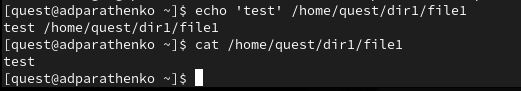 [quest@adparathenko ~]$ echo 'test' /home/quest/dir1/file1
test /home/quest/dir1/file1
[quest@adparathenko ~]$ cat /home/quest/dir1/file1
test
[quest@adparathenko ~]$